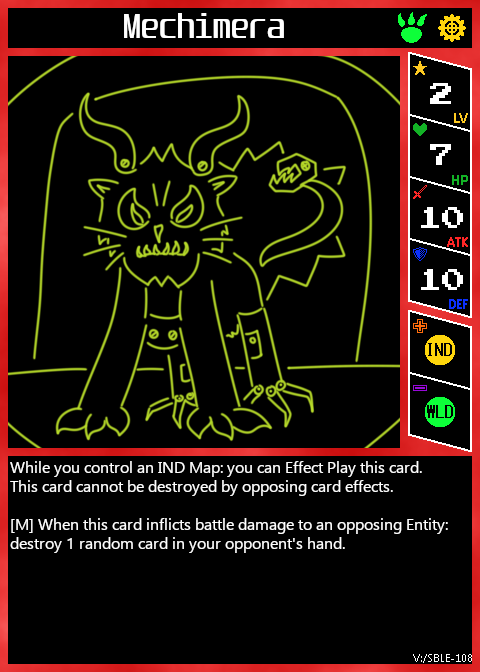 Mechimera
2
LV
7
HP
10
ATK
10
DEF
IND
WLD
While you control an IND Map: you can Effect Play this card.
This card cannot be destroyed by opposing card effects.
[M] When this card inflicts battle damage to an opposing Entity:
destroy 1 random card in your opponent's hand.
V:/SBLE-108